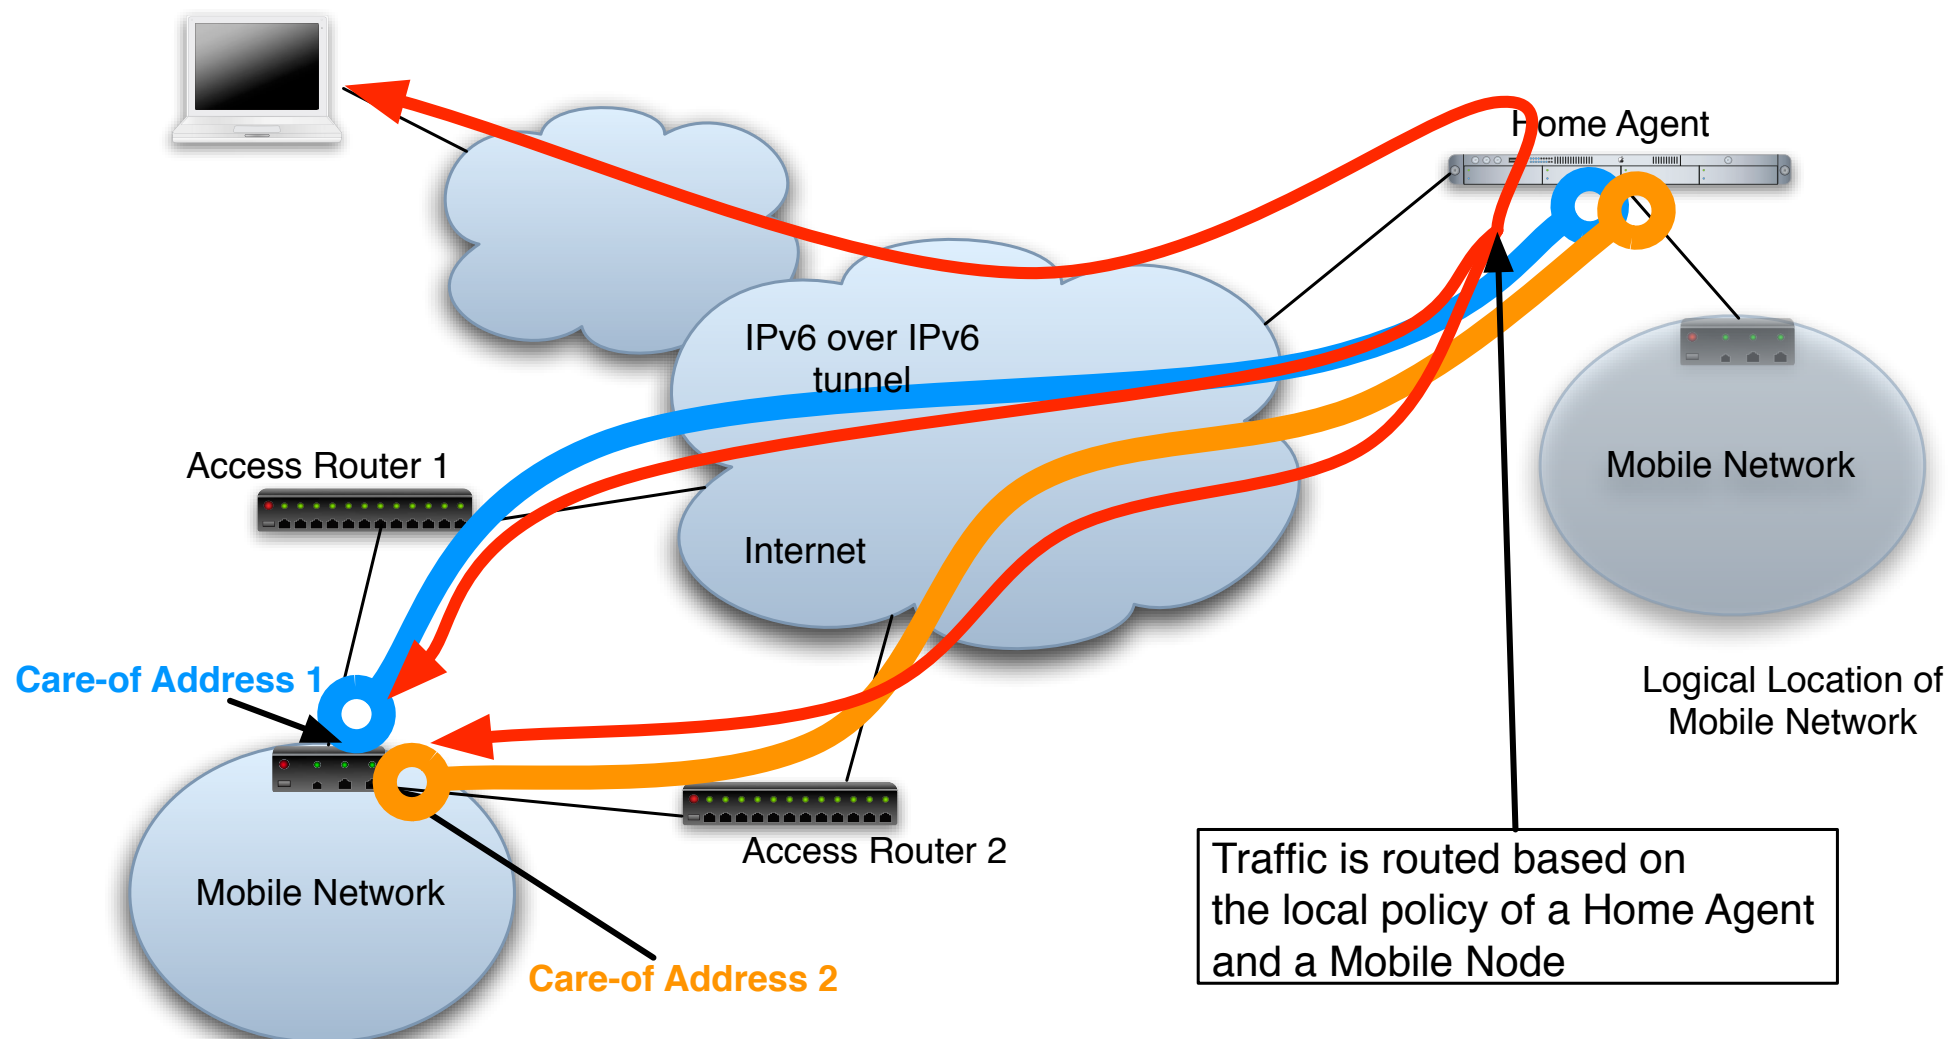 Home Agent
IPv6 over IPv6
tunnel
Access Router 1
Mobile Network
Internet
Care-of Address 1
Logical Location of
Mobile Network
Access Router 2
Mobile Network
Traffic is routed based on
the local policy of a Home Agent
and a Mobile Node
Care-of Address 2